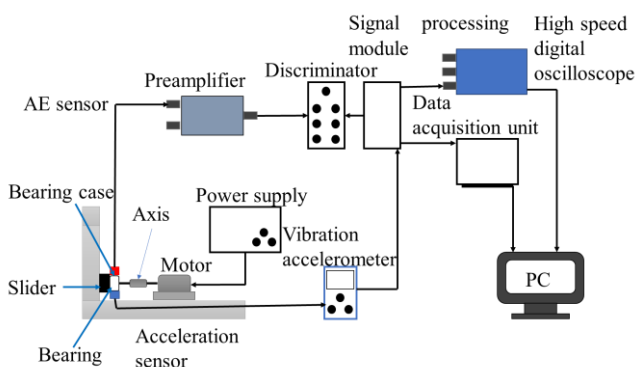 Signal processing
module
High speed
digital
oscilloscope
Discriminator
Preamplifier
AE sensor
Data
acquisition unit
Bearing case
Power supply
Axis
Vibration
accelerometer
Motor
Slider
PC
Acceleration
sensor
Bearing